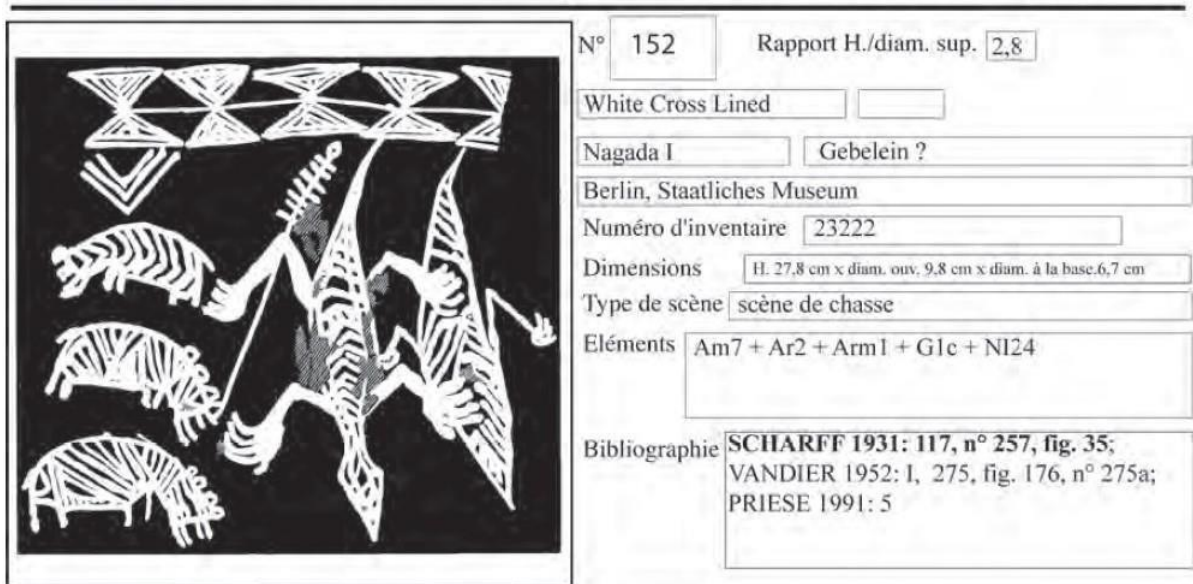 N° 152 Rapport H./diam. sup. 2,8
White Cross Lined
Nagada I Gebelein ?
Berlin, Staatliches Museum
Numéro d'inventaire 23222
Dimensions H. 27,8 cm x diam. ouv. 9,8 cm x diam. à la base.6,7 cm
Type de scène scène de chasse
Eléments Am7 + Ar2 + Arm1 + G1c + NI24
Bibliographie SCHARFF 1931: 117, n° 257, fig. 35;
VANDIER 1952: I, 275, fig. 176, n° 275a;
PRIESE 1991: 5